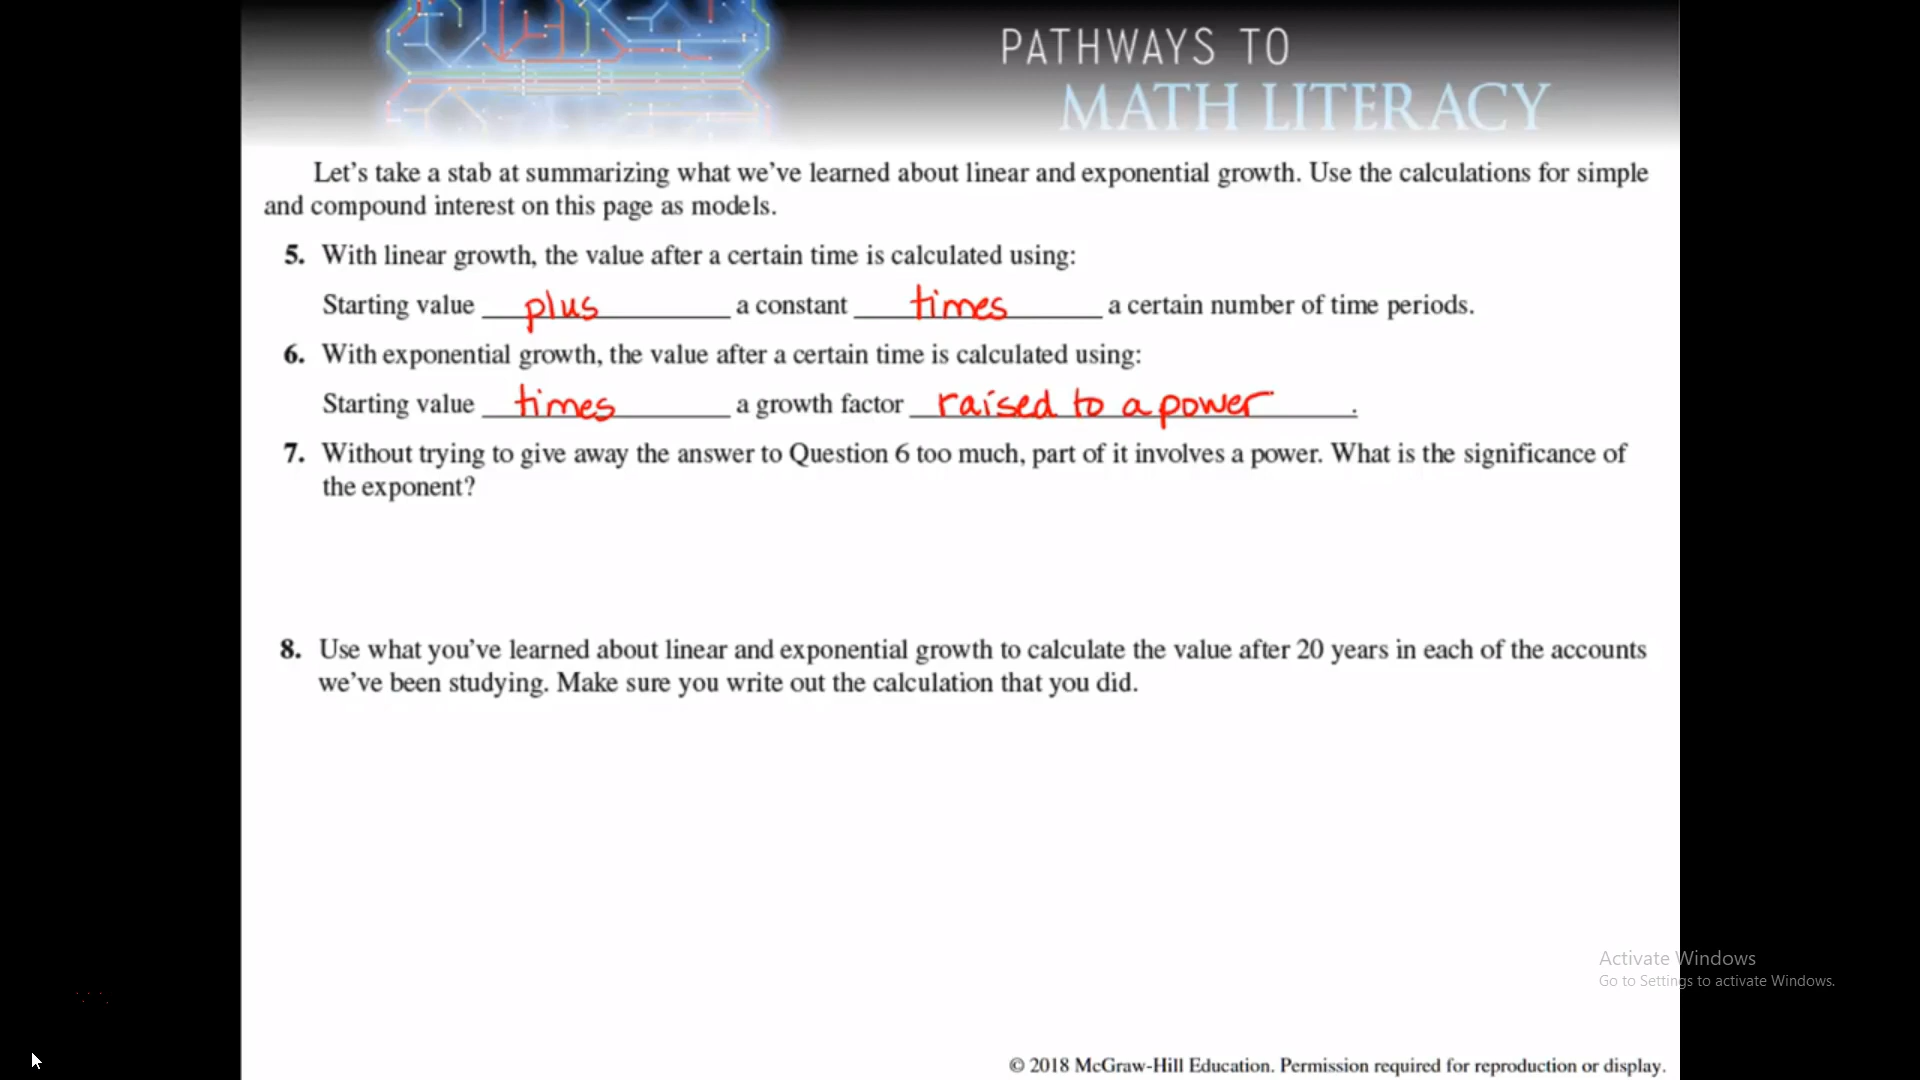 PATHWAYS TO
MATH LITERACY
Let's take a stab at summarizing what we've learned about linear and exponential growth. Use the calculations for simple
and compound interest on this page as models.
5. With linear growth, the value after a certain time is calculated using:
Starting value plus a constant times a certain number of time periods.
6. With exponential growth, the value after a certain time is calculated using:
Starting value times a growth factor raised to a power.
7. Without trying to give away the answer to Question 6 too much, part of it involves a power. What is the significance of
the exponent?
8. Use what you've learned about linear and exponential growth to calculate the value after 20 years in each of the accounts
we've been studying. Make sure you write out the calculation that you did.
Activate Windows
Go to Settings to activate Windows.
© 2018 McGraw-Hill Education. Permission required for reproduction or display.